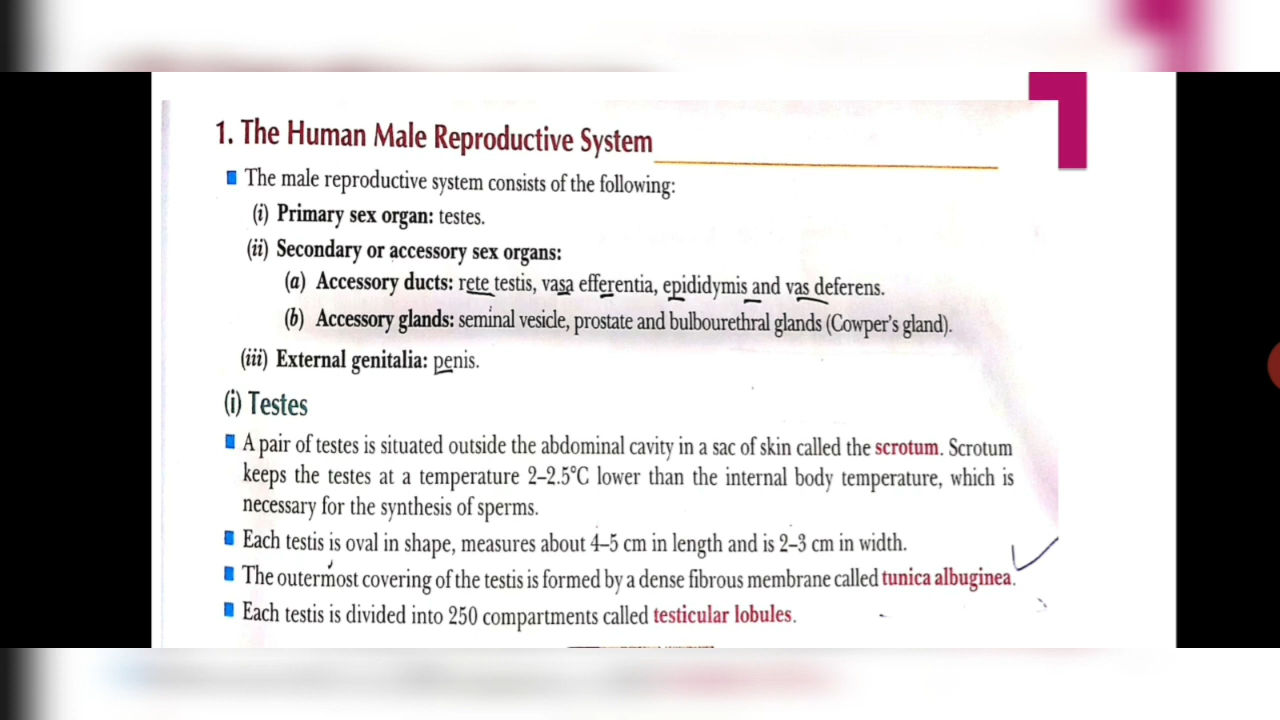 1. The Human Male Reproductive System
The male reproductive system consists of the following:
(i) Primary sex organ: testes.
(ii) Secondary or accessory sex organs:
(a) Accessory ducts: rete testis, vasa efferentia, epididymis and vas deferens.
(b) Accessory glands: seminal vesicle, prostate and bulbourethral glands (Cowper's gland).
(iii) External genitalia: penis.
(i) Testes
A pair of testes is situated outside the abdominal cavity in a sac of skin called the scrotum. Scrotum
keeps the testes at a temperature 2–2.5°C lower than the internal body temperature, which is
necessary for the synthesis of sperms.
Each testis is oval in shape, measures about 4–5 cm in length and is 2–3 cm in width.
The outermost covering of the testis is formed by a dense fibrous membrane called tunica albuginea.
Each testis is divided into 250 compartments called testicular lobules.